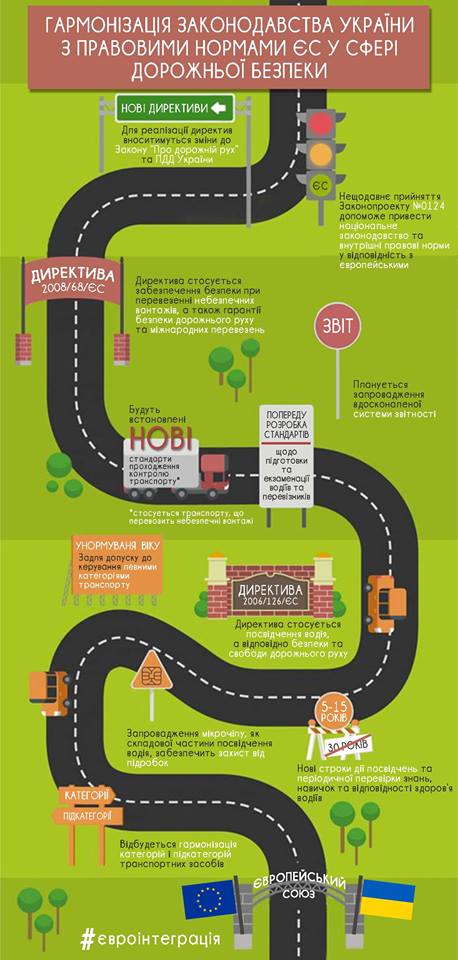 ГАРМОНІЗАЦІЯ ЗАКОНОДАВСТВА УКРАЇНИ
З ПРАВОВИМИ НОРМАМИ ЄС У СФЕРІ
ДОРОЖНЬОЇ БЕЗПЕКИ
НОВІ ДИРЕКТИВИ
Для реалізації директив
вноситимуться зміни до
Закону "Про дорожній рух"
та ПДД України
ЄС
Нещодавне прийняття
Законопроекту №0124
допоможе привести
національне
законодавство та
внутрішні правові норми
у відповідність з
європейськими
ДИРЕКТИВА
2008/68/ЄС
Директива стосується
забезпечення безпеки при
перевезенні небезпечних
вантажів, а також гарантії
безпеки дорожнього руху
та міжнародних перевезень
ЗВІТ
Планується
запровадження
вдосконаленої
системи звітності
Будуть
встановлені
НОВІ
стандарти
проходження
контролю
транспорту*
*стосується транспорту, що
перевозить небезпечні вантажі
ПОПЕРЕДУ
РОЗРОБКА
СТАНДАРТІВ
щодо
підготовки
та
екзаменації
водіїв та
перевізників
УНОРМУВАНЯ ВІКУ
Задля допуску до
керування певними
категоріями
транспорту
ДИРЕКТИВА
2006/126/ЄС
Директива стосується
посвідчення водія,
а відповідно безпеки та
свободи дорожнього руху
Запровадження мікрочіпу, як
складової частини посвідчення
водія, забезпечить захист від
підробок
5-15
РОКІВ
30 РОКІВ
Нові строки дії посвідчень та
періодичної перевірки знань,
навичок та відповідності здоров'я
водіїв
КАТЕГОРІЇ
ПІДКАТЕГОРІЇ
Відбудеться гармонізація
категорій і підкатегорій
транспортних засобів
ЄВРОПЕЙСЬКИЙ
СОЮЗ
#євроінтеграція